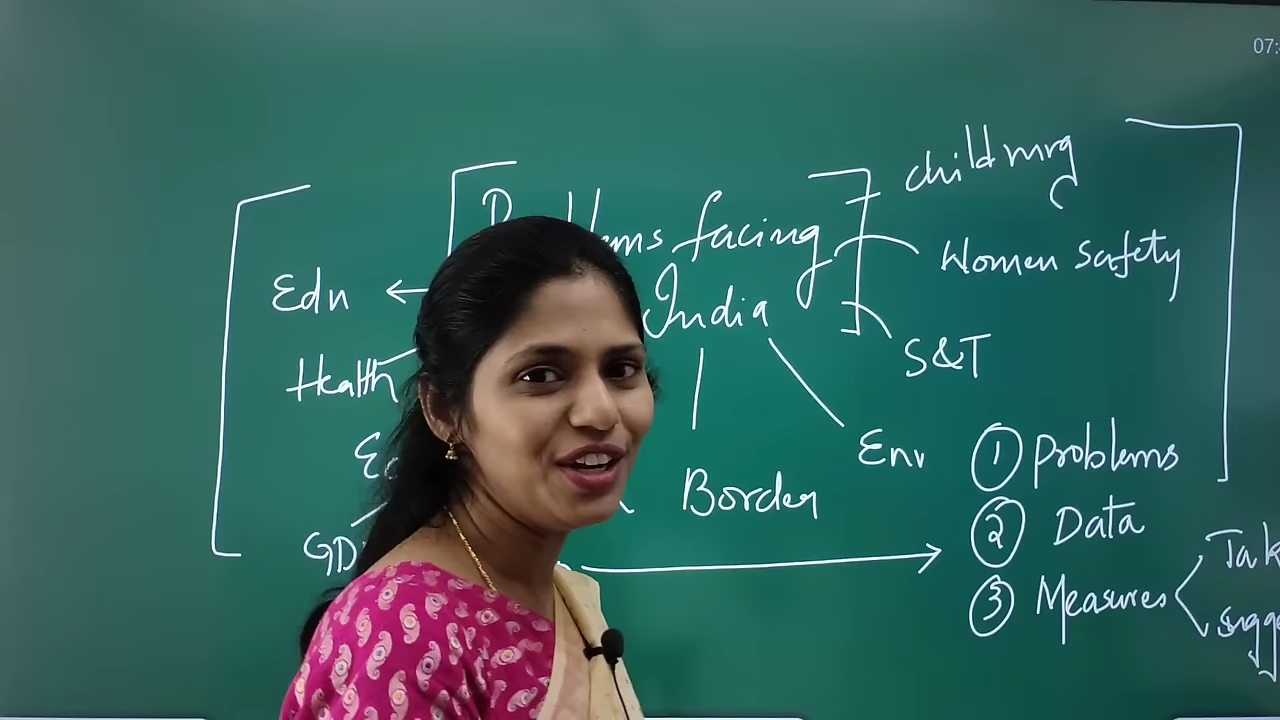 07:
child mrg
facing
India
Women Safety
Edn
S&T
Health
Env
Border
① Problems
② Data
③ Measures